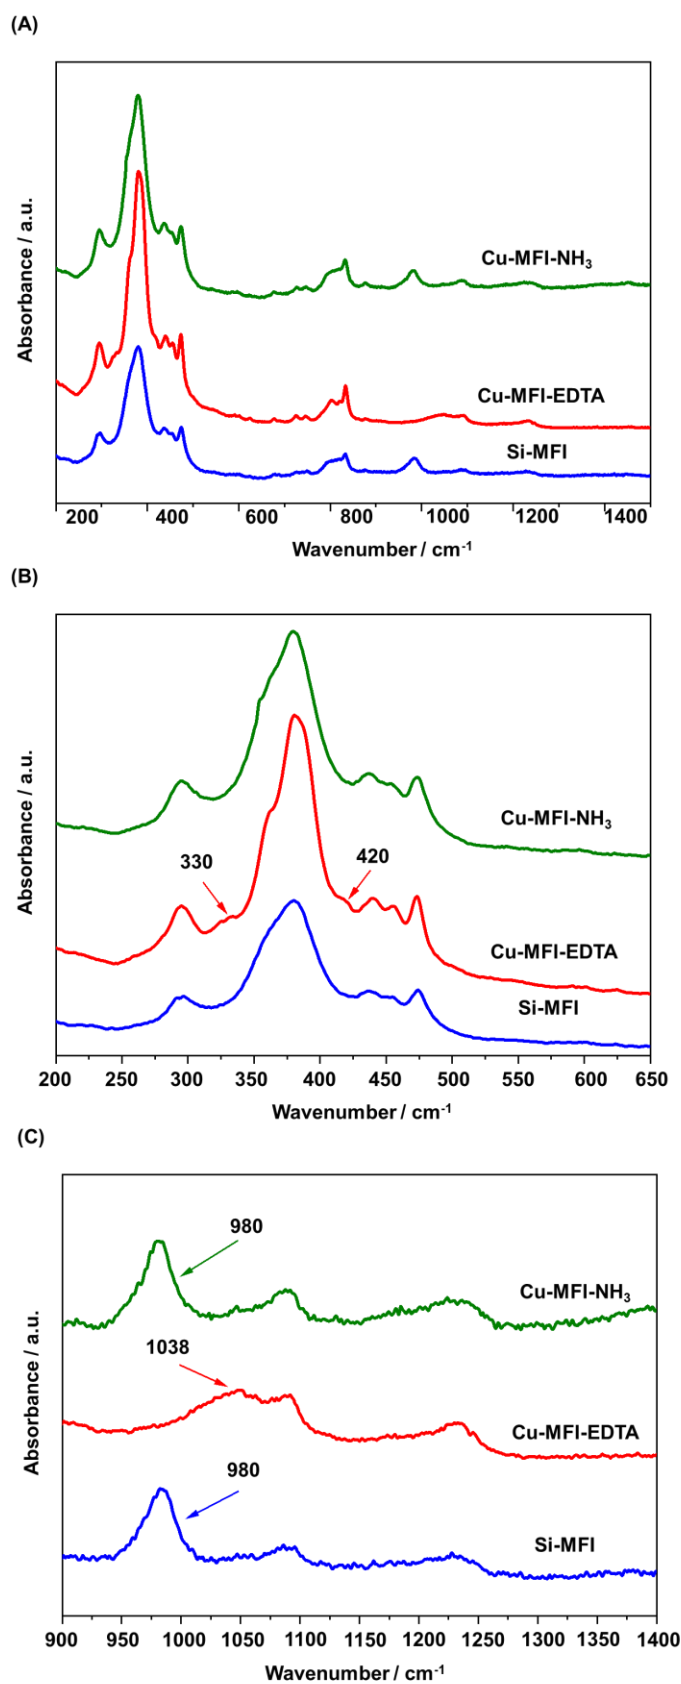 (A)
Absorbance / a.u.
Cu-MFI-NH₃
Cu-MFI-EDTA
Si-MFI
200 400 600 800 1000 1200 1400
Wavenumber / cm⁻¹
(B)
Absorbance / a.u.
Cu-MFI-NH₃
330
420
Cu-MFI-EDTA
Si-MFI
200 250 300 350 400 450 500 550 600 650
Wavenumber / cm⁻¹
(C)
Absorbance / a.u.
980
Cu-MFI-NH₃
1038
Cu-MFI-EDTA
980
Si-MFI
900 950 1000 1050 1100 1150 1200 1250 1300 1350 1400
Wavenumber / cm⁻¹